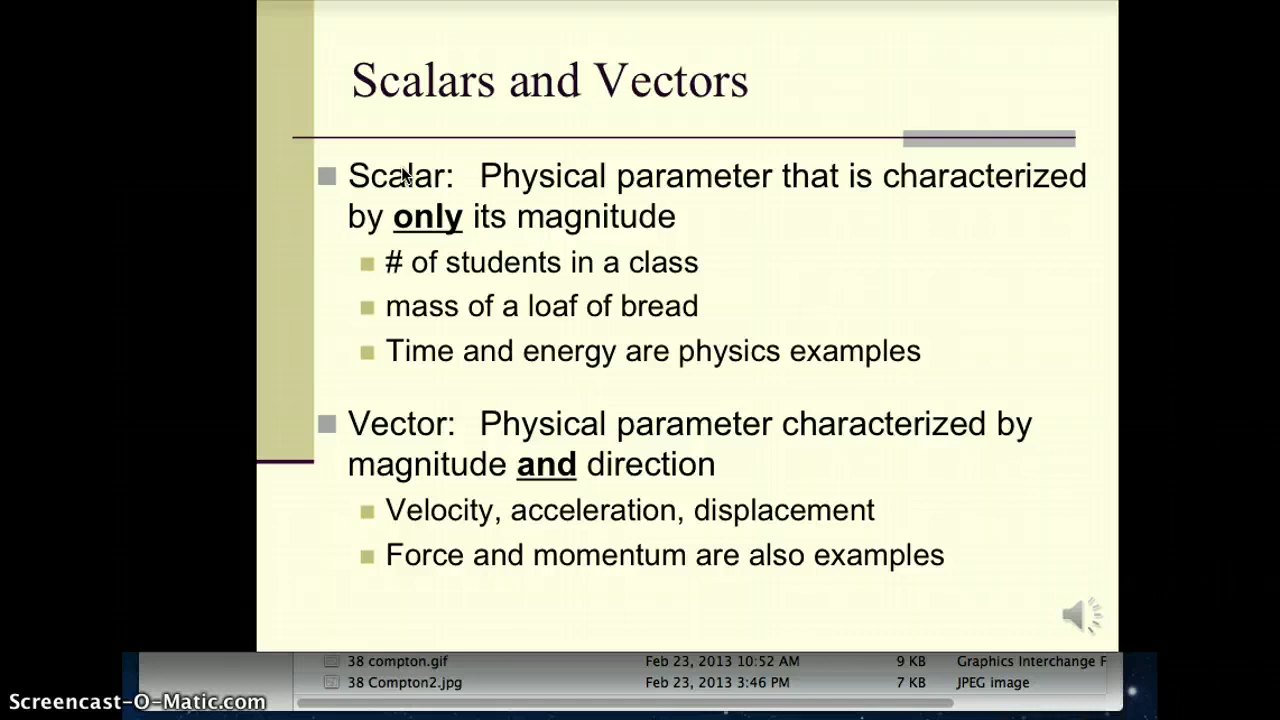 Scalars and Vectors
Scalar: Physical parameter that is characterized
by only its magnitude
# of students in a class
mass of a loaf of bread
Time and energy are physics examples
Vector: Physical parameter characterized by
magnitude and direction
Velocity, acceleration, displacement
Force and momentum are also examples
38 compton.gif Feb 23, 2013 10:52 AM 9 KB Graphics Interchange F
38 Compton2.jpg Feb 23, 2013 3:46 PM 7 KB JPEG image
Screencast-O-Matic.com